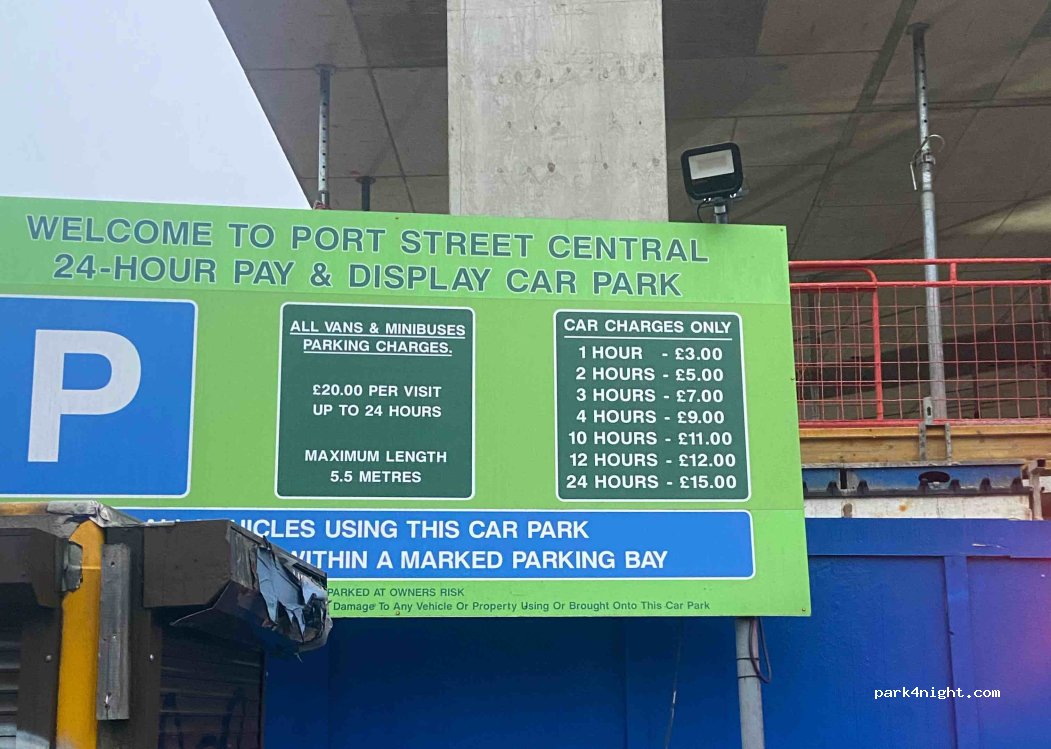 WELCOME TO PORT STREET CENTRAL
24-HOUR PAY & DISPLAY CAR PARK
P
ALL VANS & MINIBUSES
PARKING CHARGES.
£20.00 PER VISIT
UP TO 24 HOURS
MAXIMUM LENGTH
5.5 METRES
CAR CHARGES ONLY
1 HOUR - £3.00
2 HOURS - £5.00
3 HOURS - £7.00
4 HOURS - £9.00
10 HOURS - £11.00
12 HOURS - £12.00
24 HOURS - £15.00
USING THIS CAR PARK
WITHIN A MARKED PARKING BAY
PARKED AT OWNERS RISK
Damage To Any Vehicle Or Property Using Or Brought Onto This Car Park
park4night.com